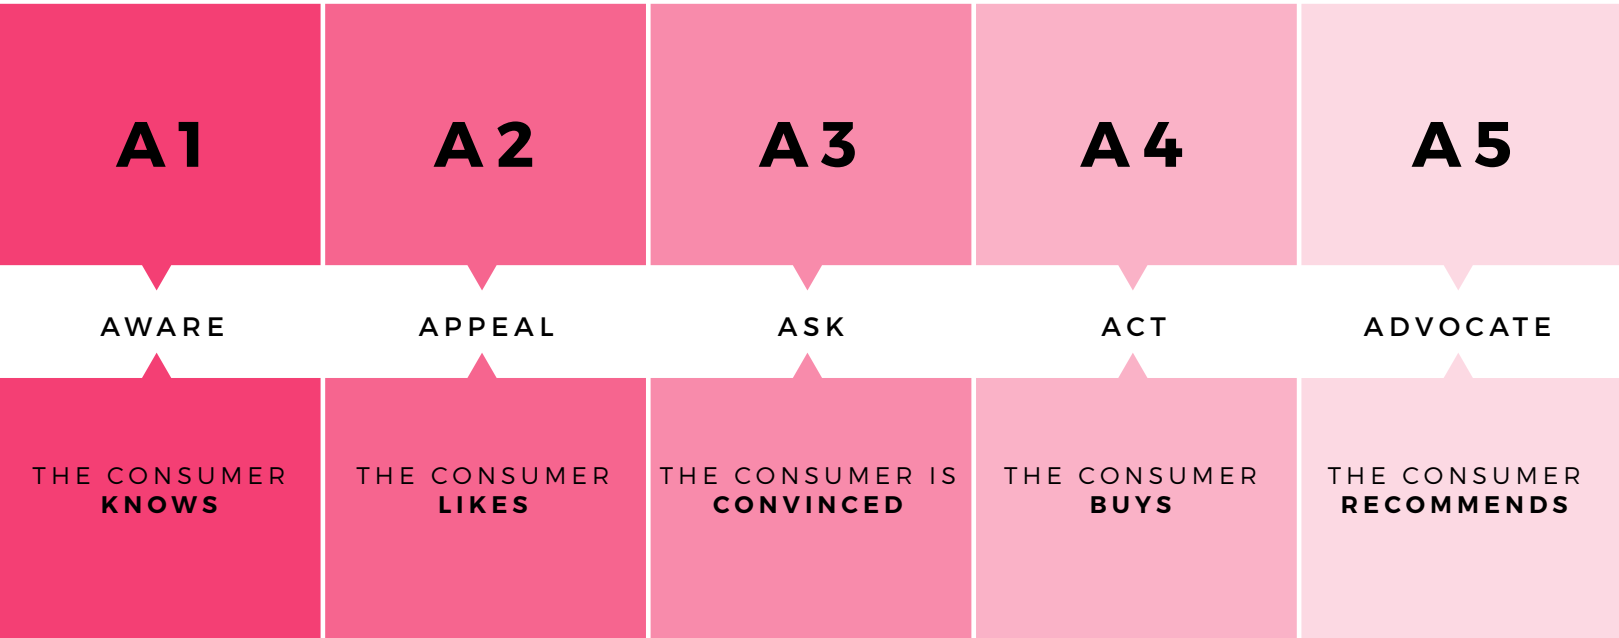 A1
A2
A3
A4
A5
AWARE
APPEAL
ASK
ACT
ADVOCATE
THE CONSUMER
KNOWS
THE CONSUMER
LIKES
THE CONSUMER IS
CONVINCED
THE CONSUMER
BUYS
THE CONSUMER
RECOMMENDS